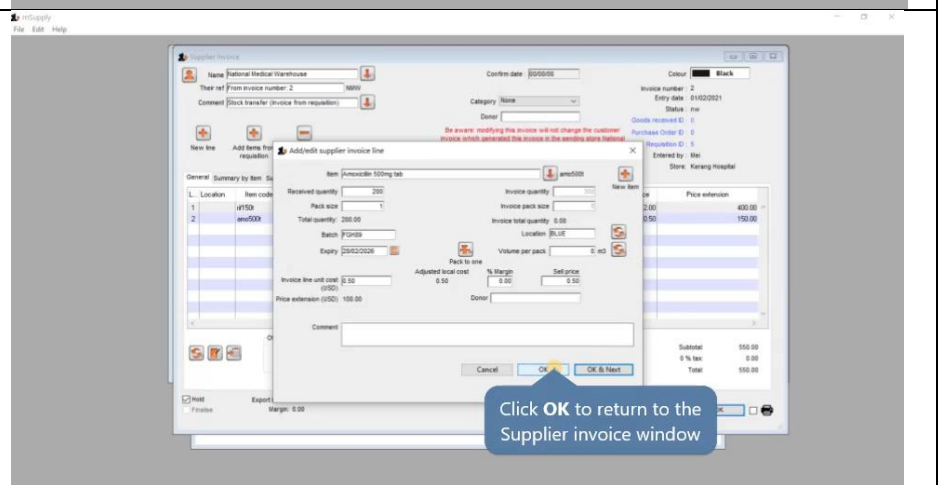 mSupply
File Edit Help
Supplier Invoice
Name National Medical Warehouse
Confirm date 00/00/00
Colour Black
Their ref From invoice number: 2 NMW
Invoice number : 2
Comment Stock transfer (Invoice from requisition)
Category None
Entry date : 01/02/2021
Status : nw
Donor
Goods received ID : 0
Be aware: modifying this invoice will not change the customer
Purchase Order ID : 0
invoice which generated this invoice in the sending store National
Requisition ID : 5
New line
Add items from
requisition
Entered by : Mei
Store: Kerang Hospital
General Summary by Item
L... Location Item code
Price extension
1 rif150t 2.00 400.00
2 amo500t 0.50 150.00
Add/edit supplier invoice line
Item Amoxicillin 500mg tab amo500t
New item
Received quantity 200
Invoice quantity
Pack size 1
Invoice pack size
Total quantity: 200.00
Invoice total quantity 0.00
Batch FGH89
Location BLUE
Expiry 28/02/2026
Volume per pack 0 m3
Pack to one
Invoice line unit cost 0.50
(USD)
Adjusted local cost
0.50
% Margin
0.00
Sell price
0.50
Price extension (USD) 100.00
Donor
Comment
Cancel OK OK & Next
Subtotal: 550.00
0 % tax: 0.00
Total: 550.00
Hold
Finalise
Export
Margin: 0.00
Click OK to return to the
Supplier invoice window